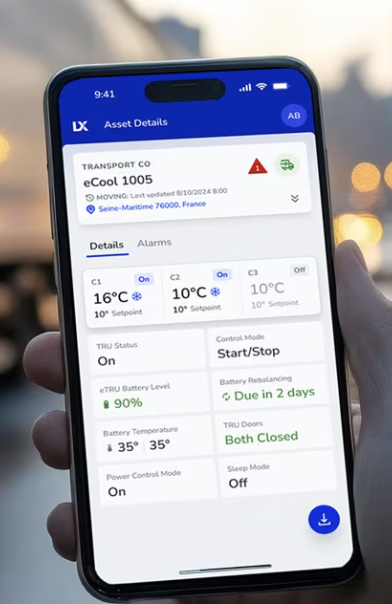 9:41
LX Asset Details AB
TRANSPORT CO
eCool 1005
1
MOVING: Last updated 8/10/2024 8:00
Seine-Maritime 76000, France
Details Alarms
C1 On C2 On C3 Off
16°C 10°C 10°C
10° Setpoint 10° Setpoint 10° Setpoint
TRU Status Control Mode
On Start/Stop
eTRU Battery Level Battery Rebalancing
90% Due in 2 days
Battery Temperature TRU Doors
35° 35° Both Closed
Power Control Mode Sleep Mode
On Off